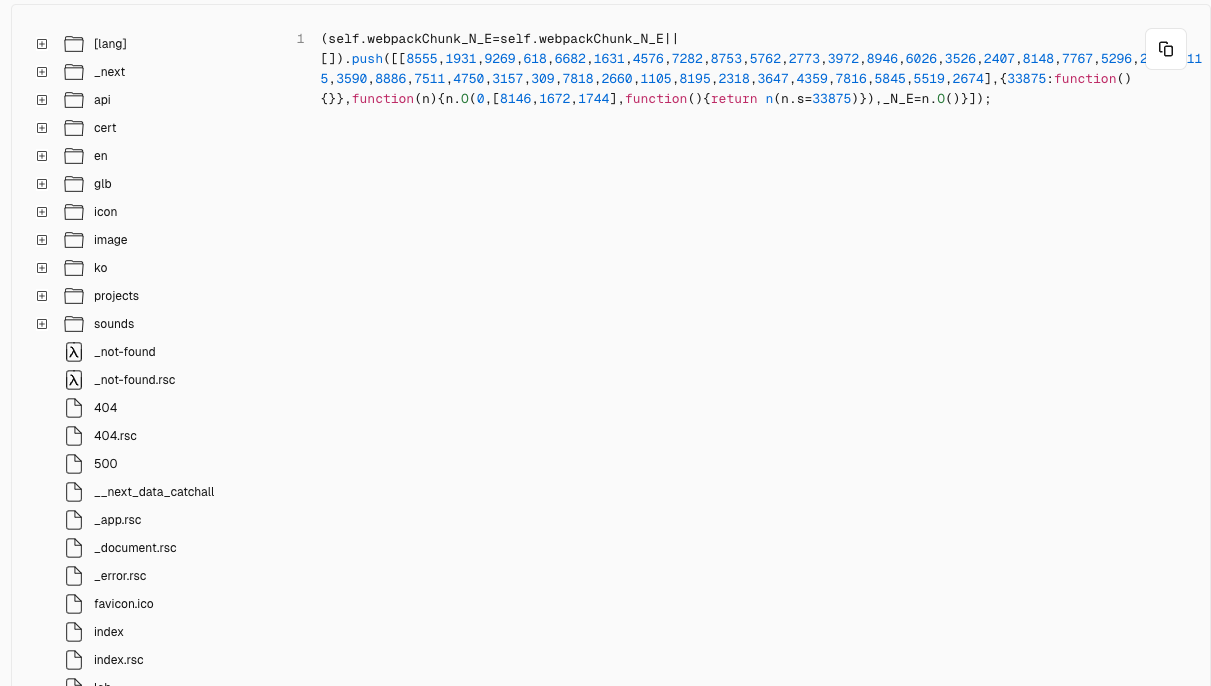 [lang]
_next
api
cert
en
glb
icon
image
ko
projects
sounds
_not-found
_not-found.rsc
404
404.rsc
500
__next_data_catchall
_app.rsc
_document.rsc
_error.rsc
favicon.ico
index
index.rsc
1
(self.webpackChunk_N_E=self.webpackChunk_N_E||
[]).push([[8555,1931,9269,618,6682,1631,4576,7282,8753,5762,2773,3972,8946,6026,3526,2407,8148,7767,5296,
5,3590,8886,7511,4750,3157,309,7818,2660,1105,8195,2318,3647,4359,7816,5845,5519,2674],{33875:function()
{}},function(n){n.O(0,[8146,1672,1744],function(){return n(n.s=33875)}),_N_E=n.O()}]);